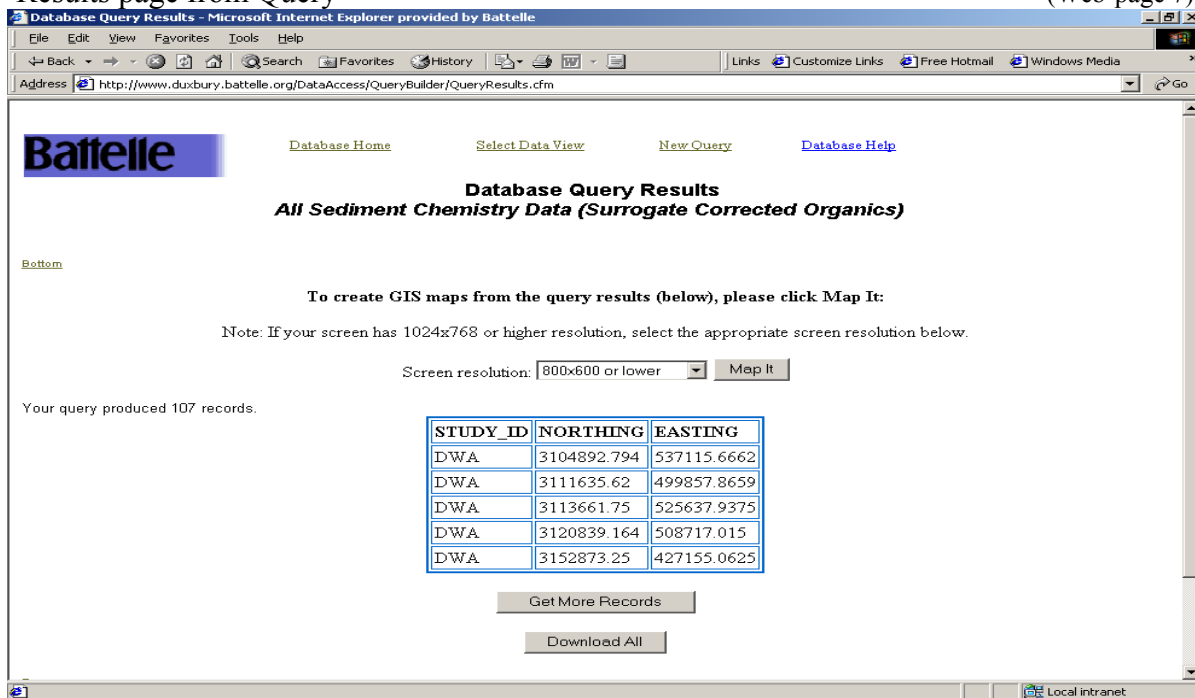 Results page from Query (Web page 7)
Database Query Results - Microsoft Internet Explorer provided by Battelle
File Edit View Favorites Tools Help
Back Search Favorites History Links Customize Links Free Hotmail Windows Media
Address http://www.duxbury.battelle.org/DataAccess/QueryBuilder/QueryResults.cfm Go
Battelle
Database Home Select Data View New Query Database Help
Database Query Results
All Sediment Chemistry Data (Surrogate Corrected Organics)
Bottom
To create GIS maps from the query results (below), please click Map It:
Note: If your screen has 1024x768 or higher resolution, select the appropriate screen resolution below.
Screen resolution: 800x600 or lower Map It
Your query produced 107 records.
STUDY_ID NORTHING EASTING
DWA 3104892.794 537115.6662
DWA 3111635.62 499857.8659
DWA 3113661.75 525637.9375
DWA 3120839.164 508717.015
DWA 3152873.25 427155.0625
Get More Records
Download All
Local intranet